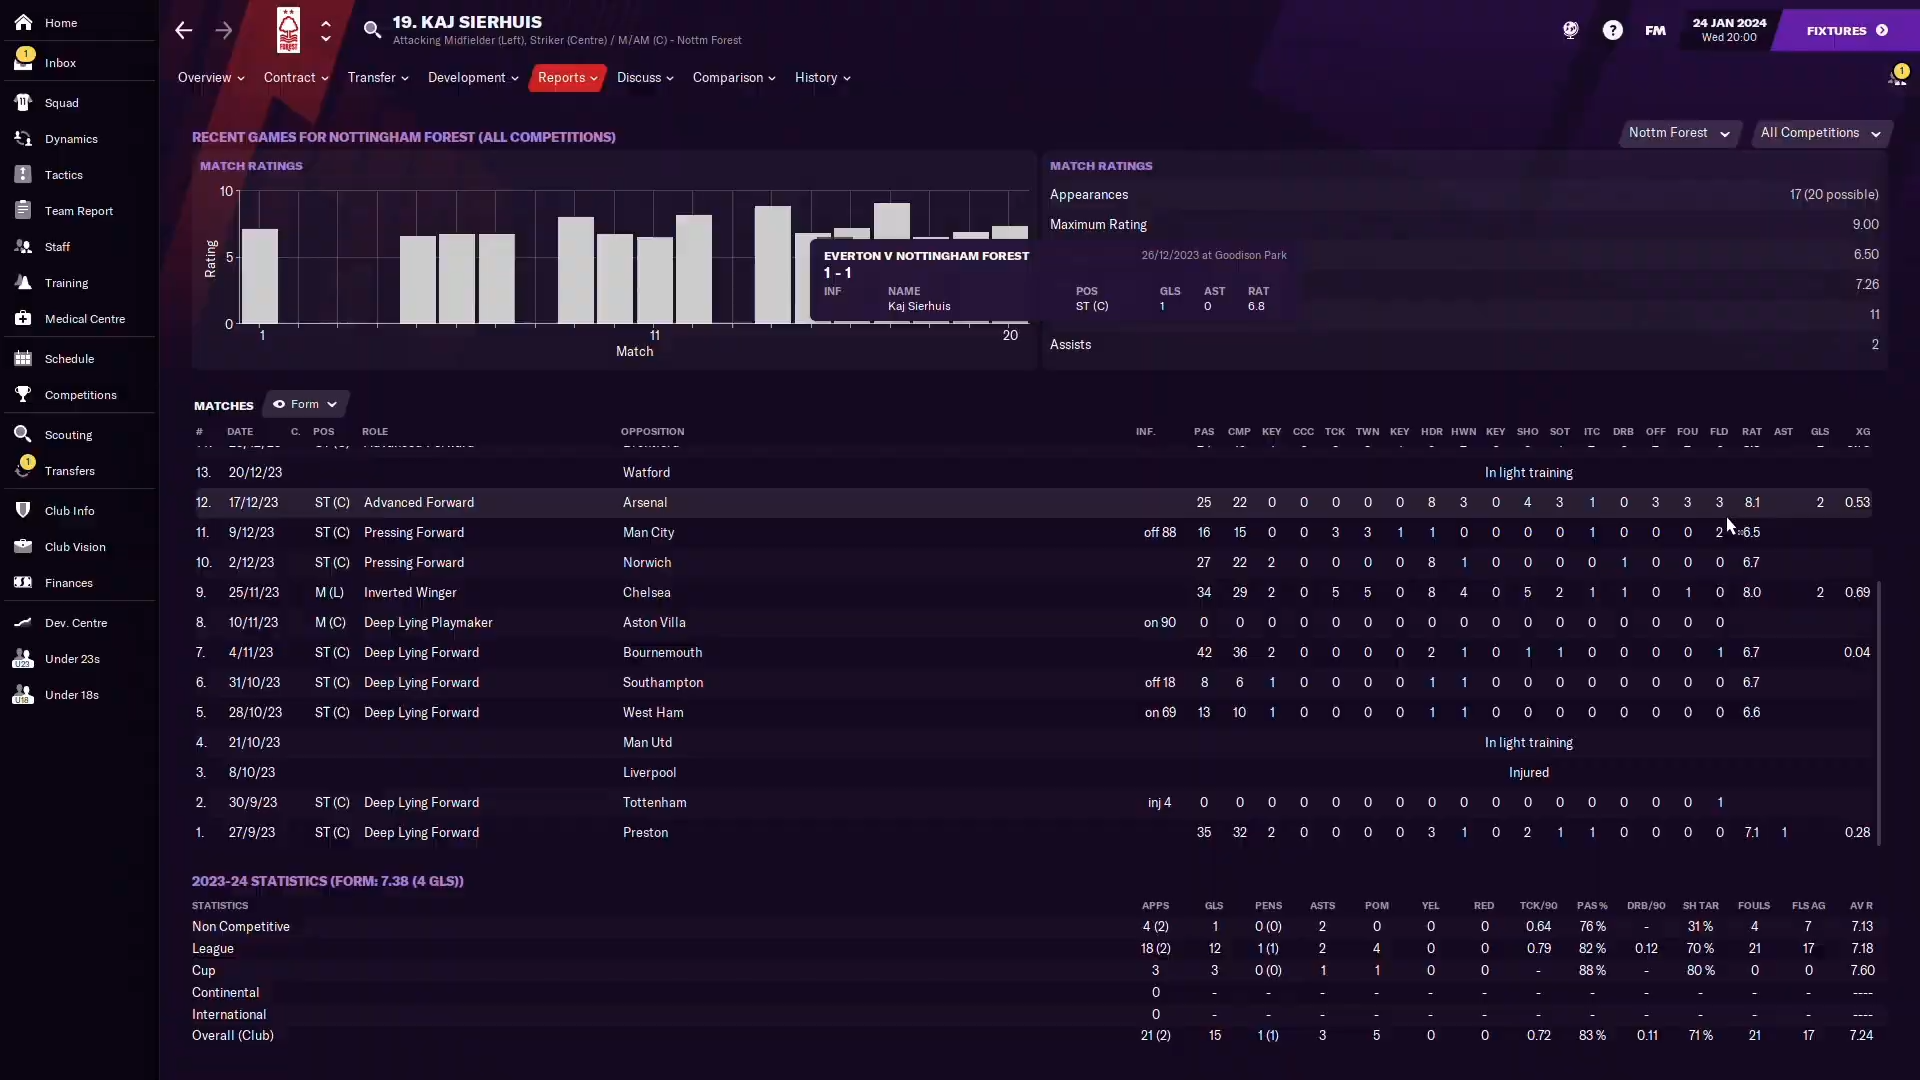 Home
1
Inbox
Squad
Dynamics
Tactics
Team Report
Staff
Training
Medical Centre
Schedule
Competitions
Scouting
1
Transfers
Club Info
Club Vision
Finances
Dev. Centre
U23
Under 23s
U18
Under 18s
FOREST
19. KAJ SIERHUIS
Attacking Midfielder (Left), Striker (Centre) / M/AM (C) - Nottm Forest
? FM 24 JAN 2024 FIXTURES
Wed 20:00
Overview Contract Transfer Development Reports Discuss Comparison History
1
RECENT GAMES FOR NOTTINGHAM FOREST (ALL COMPETITIONS)
Nottm Forest All Competitions
MATCH RATINGS
10
5
0
Rating
1 11 20
Match
EVERTON V NOTTINGHAM FOREST 26/12/2023 at Goodison Park
1 - 1
INF NAME POS GLS AST RAT
Kaj Sierhuis ST (C) 1 0 6.8
MATCH RATINGS
Appearances 17 (20 possible)
Maximum Rating 9.00
6.50
7.26
11
Assists 2
MATCHES Form
# DATE C. POS ROLE OPPOSITION INF. PAS CMP KEY CCC TCK TWN KEY HDR HWN KEY SHO SOT ITC DRB OFF FOU FLD RAT AST GLS XG
13. 20/12/23 Watford In light training
12. 17/12/23 ST (C) Advanced Forward Arsenal 25 22 0 0 0 0 0 8 3 0 4 3 1 0 3 3 3 8.1 2 0.53
11. 9/12/23 ST (C) Pressing Forward Man City off 88 16 15 0 0 3 3 1 1 0 0 0 0 1 0 0 0 2 6.5
10. 2/12/23 ST (C) Pressing Forward Norwich 27 22 2 0 0 0 0 8 1 0 0 0 0 1 0 0 0 6.7
9. 25/11/23 M (L) Inverted Winger Chelsea 34 29 2 0 5 5 0 8 4 0 5 2 1 1 0 1 0 8.0 2 0.69
8. 10/11/23 M (C) Deep Lying Playmaker Aston Villa on 90 0 0 0 0 0 0 0 0 0 0 0 0 0 0 0 0 0
7. 4/11/23 ST (C) Deep Lying Forward Bournemouth 42 36 2 0 0 0 0 2 1 0 1 1 0 0 0 0 1 6.7 0.04
6. 31/10/23 ST (C) Deep Lying Forward Southampton off 18 8 6 1 0 0 0 0 1 1 0 0 0 0 0 0 0 0 6.7
5. 28/10/23 ST (C) Deep Lying Forward West Ham on 69 13 10 1 0 0 0 0 1 1 0 0 0 0 0 0 0 0 6.6
4. 21/10/23 Man Utd In light training
3. 8/10/23 Liverpool Injured
2. 30/9/23 ST (C) Deep Lying Forward Tottenham inj 4 0 0 0 0 0 0 0 0 0 0 0 0 0 0 0 0 1
1. 27/9/23 ST (C) Deep Lying Forward Preston 35 32 2 0 0 0 0 3 1 0 2 1 1 0 0 0 0 7.1 1 0.28
2023-24 STATISTICS (FORM: 7.38 (4 GLS))
STATISTICS APPS GLS PENS ASTS POM YEL RED TCK/90 PAS % DRB/90 SH TAR FOULS FLS AG AV R
Non Competitive 4 (2) 1 0 (0) 2 0 0 0 0.64 76 % - 31 % 4 7 7.13
League 18 (2) 12 1 (1) 2 4 0 0 0.79 82 % 0.12 70 % 21 17 7.18
Cup 3 3 0 (0) 1 1 0 0 - 88 % - 80 % 0 0 7.60
Continental 0 - - - - - - - - - - - - ----
International 0 - - - - - - - - - - - - ----
Overall (Club) 21 (2) 15 1 (1) 3 5 0 0 0.72 83 % 0.11 71 % 21 17 7.24